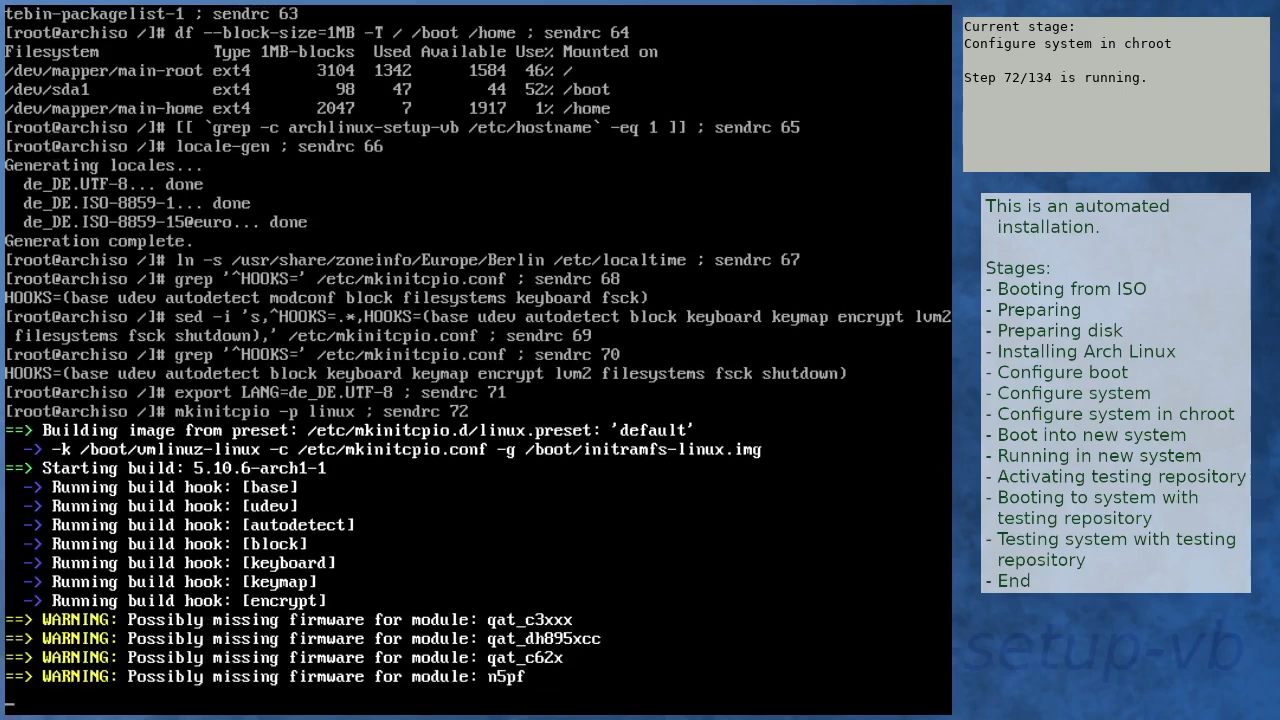 tebin-packagelist-1 ; sendrc 63
[root@archiso /]# df --block-size=1MB -T / /boot /home ; sendrc 64
Filesystem            Type 1MB-blocks  Used Available Use% Mounted on
/dev/mapper/main-root ext4       3104  1342      1584  46% /
/dev/sda1             ext4         98    47        44  52% /boot
/dev/mapper/main-home ext4       2047     7      1917   1% /home
[root@archiso /]# [[ `grep -c archlinux-setup-vb /etc/hostname` -eq 1 ]] ; sendrc 65
[root@archiso /]# locale-gen ; sendrc 66
Generating locales...
  de_DE.UTF-8... done
  de_DE.ISO-8859-1... done
  de_DE.ISO-8859-15@euro... done
Generation complete.
[root@archiso /]# ln -s /usr/share/zoneinfo/Europe/Berlin /etc/localtime ; sendrc 67
[root@archiso /]# grep '^HOOKS=' /etc/mkinitcpio.conf ; sendrc 68
HOOKS=(base udev autodetect modconf block filesystems keyboard fsck)
[root@archiso /]# sed -i 's,^HOOKS=.*,HOOKS=(base udev autodetect block keyboard keymap encrypt lvm2
 filesystems fsck shutdown),' /etc/mkinitcpio.conf ; sendrc 69
[root@archiso /]# grep '^HOOKS=' /etc/mkinitcpio.conf ; sendrc 70
HOOKS=(base udev autodetect block keyboard keymap encrypt lvm2 filesystems fsck shutdown)
[root@archiso /]# export LANG=de_DE.UTF-8 ; sendrc 71
[root@archiso /]# mkinitcpio -p linux ; sendrc 72
==> Building image from preset: /etc/mkinitcpio.d/linux.preset: 'default'
  -> -k /boot/vmlinuz-linux -c /etc/mkinitcpio.conf -g /boot/initramfs-linux.img
==> Starting build: 5.10.6-arch1-1
  -> Running build hook: [base]
  -> Running build hook: [udev]
  -> Running build hook: [autodetect]
  -> Running build hook: [block]
  -> Running build hook: [keyboard]
  -> Running build hook: [keymap]
  -> Running build hook: [encrypt]
==> WARNING: Possibly missing firmware for module: qat_c3xxx
==> WARNING: Possibly missing firmware for module: qat_dh895xcc
==> WARNING: Possibly missing firmware for module: qat_c62x
==> WARNING: Possibly missing firmware for module: n5pf
_
Current stage:
Configure system in chroot
Step 72/134 is running.
This is an automated
installation.
Stages:
- Booting from ISO
- Preparing
- Preparing disk
- Installing Arch Linux
- Configure boot
- Configure system
- Configure system in chroot
- Boot into new system
- Running in new system
- Activating testing repository
- Booting to system with
testing repository
- Testing system with testing
repository
- End
-setup-vb